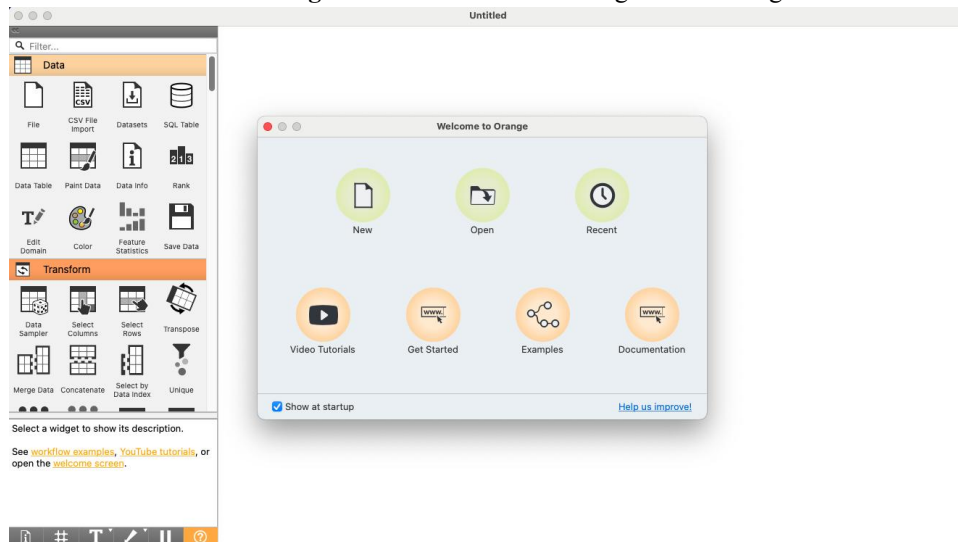 Untitled
Filter...
Data
File
CSV File Import
Datasets
SQL Table
Data Table
Paint Data
Data Info
Rank
Edit Domain
Color
Feature Statistics
Save Data
Transform
Data Sampler
Select Columns
Select Rows
Transpose
Merge Data
Concatenate
Select by Data Index
Unique
Select a widget to show its description.
See workflow examples, YouTube tutorials, or
open the welcome screen.
Welcome to Orange
New
Open
Recent
Video Tutorials
Get Started
Examples
Documentation
Show at startup
Help us improve!